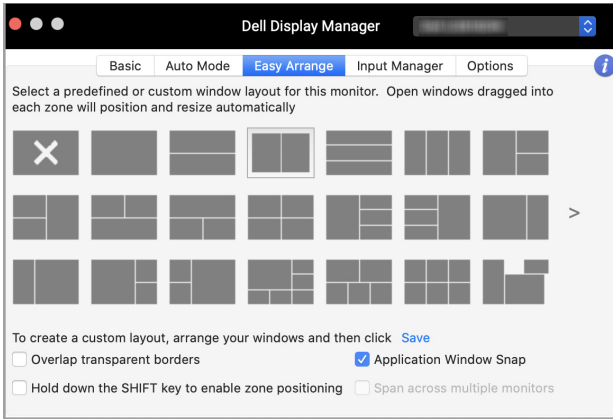 Dell Display Manager
Basic Auto Mode Easy Arrange Input Manager Options i
Select a predefined or custom window layout for this monitor. Open windows dragged into
each zone will position and resize automatically
>
To create a custom layout, arrange your windows and then click Save
Overlap transparent borders Application Window Snap
Hold down the SHIFT key to enable zone positioning Span across multiple monitors